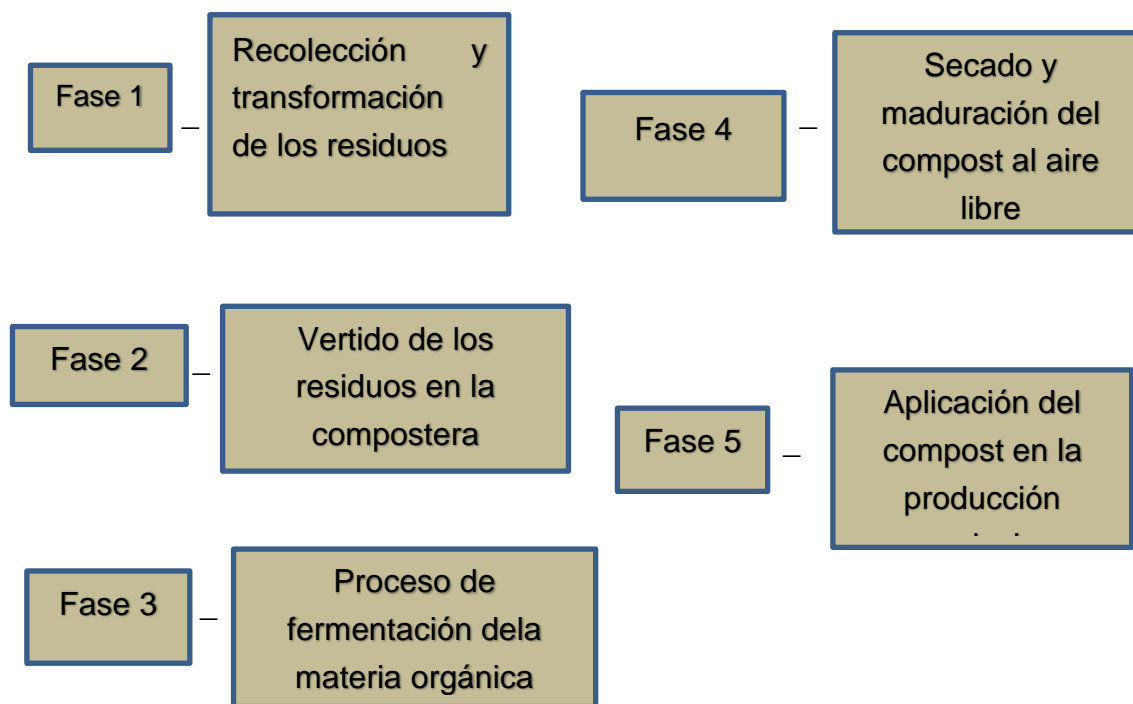 Fase 1
Recolección y
transformación
de los residuos
Fase 2
Vertido de los
residuos en la
compostera
Fase 3
Proceso de
fermentación dela
materia orgánica
Fase 4
Secado y
maduración del
compost al aire
libre
Fase 5
Aplicación del
compost en la
producción